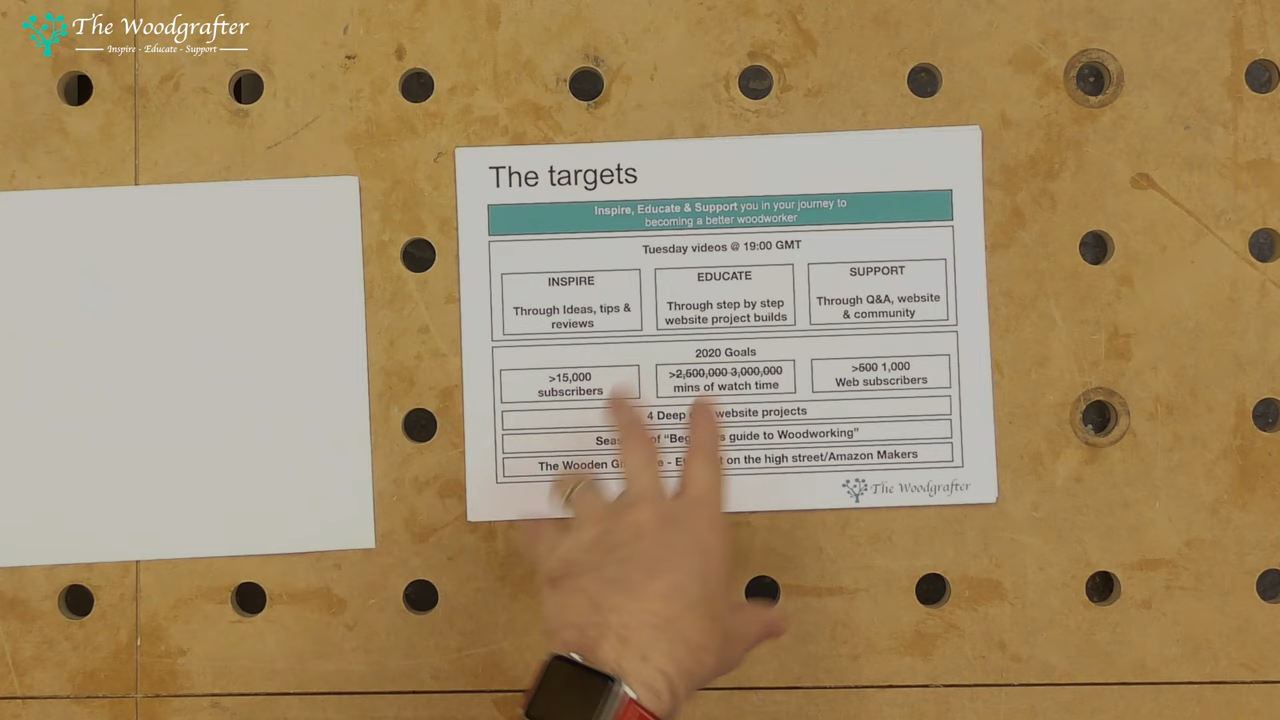 The Woodgrafter
Inspire - Educate - Support
The targets
Inspire, Educate & Support you in your journey to
becoming a better woodworker
Tuesday videos @ 19:00 GMT
INSPIRE
Through Ideas, tips &
reviews
EDUCATE
Through step by step
website project builds
SUPPORT
Through Q&A, website
& community
2020 Goals
>15,000
subscribers
>2,500,000 3,000,000
mins of watch time
>500 1,000
Web subscribers
4 Deep website projects
of guide to Woodworking”
The Wooden on the high street/Amazon Makers
The Woodgrafter